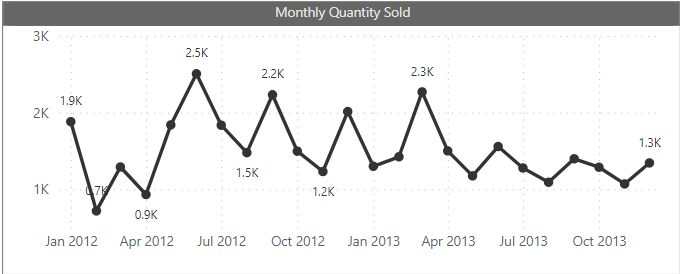 Monthly Quantity Sold
3K
2.5K
2.3K
2.2K
1.9K
2K
1.5K
1.3K
1.2K
0.7K
1K
0.9K
Jan 2012 Apr 2012 Jul 2012 Oct 2012 Jan 2013 Apr 2013 Jul 2013 Oct 2013